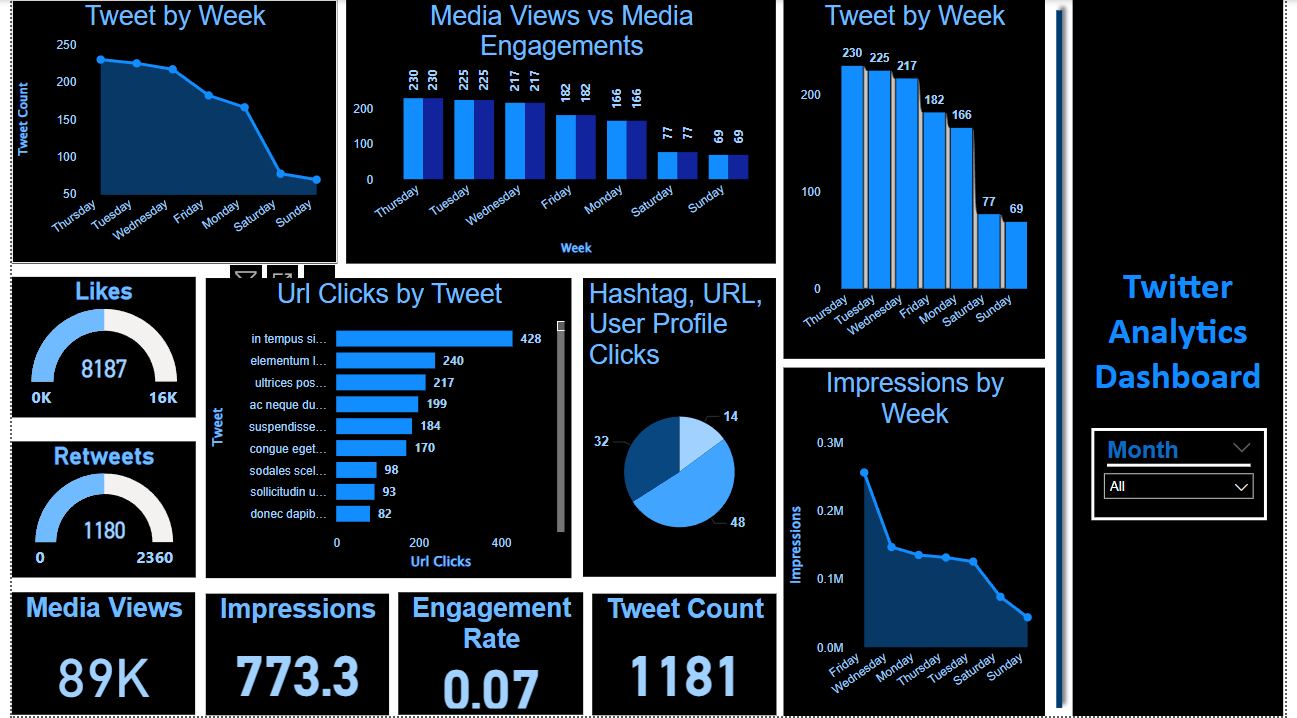 Tweet by Week
250
200
150
100
50
Tweet Count
Thursday
Tuesday
Wednesday
Friday
Monday
Saturday
Sunday
Media Views vs Media
Engagements
230 230
225 225
217 217
182 182
166 166
77 77
69 69
200
100
0
Thursday
Tuesday
Wednesday
Friday
Monday
Saturday
Sunday
Week
Tweet by Week
230
225
217
182
166
77
69
200
100
0
Thursday
Tuesday
Wednesday
Friday
Monday
Saturday
Sunday
Likes
8187
0K
16K
Retweets
1180
0
2360
Url Clicks by Tweet
Tweet
in tempus si... 428
elementum l... 240
ultrices pos... 217
ac neque du... 199
suspendisse... 184
congue eget... 170
sodales scel... 98
sollicitudin u... 93
donec dapib... 82
0 200 400
Url Clicks
Hashtag, URL,
User Profile
Clicks
14
32
48
Impressions by
Week
0.3M
0.2M
0.1M
0.0M
Impressions
Friday
Wednesday
Monday
Thursday
Tuesday
Saturday
Sunday
Media Views
89K
Impressions
773.3
Engagement
Rate
0.07
Tweet Count
1181
Twitter
Analytics
Dashboard
Month
All